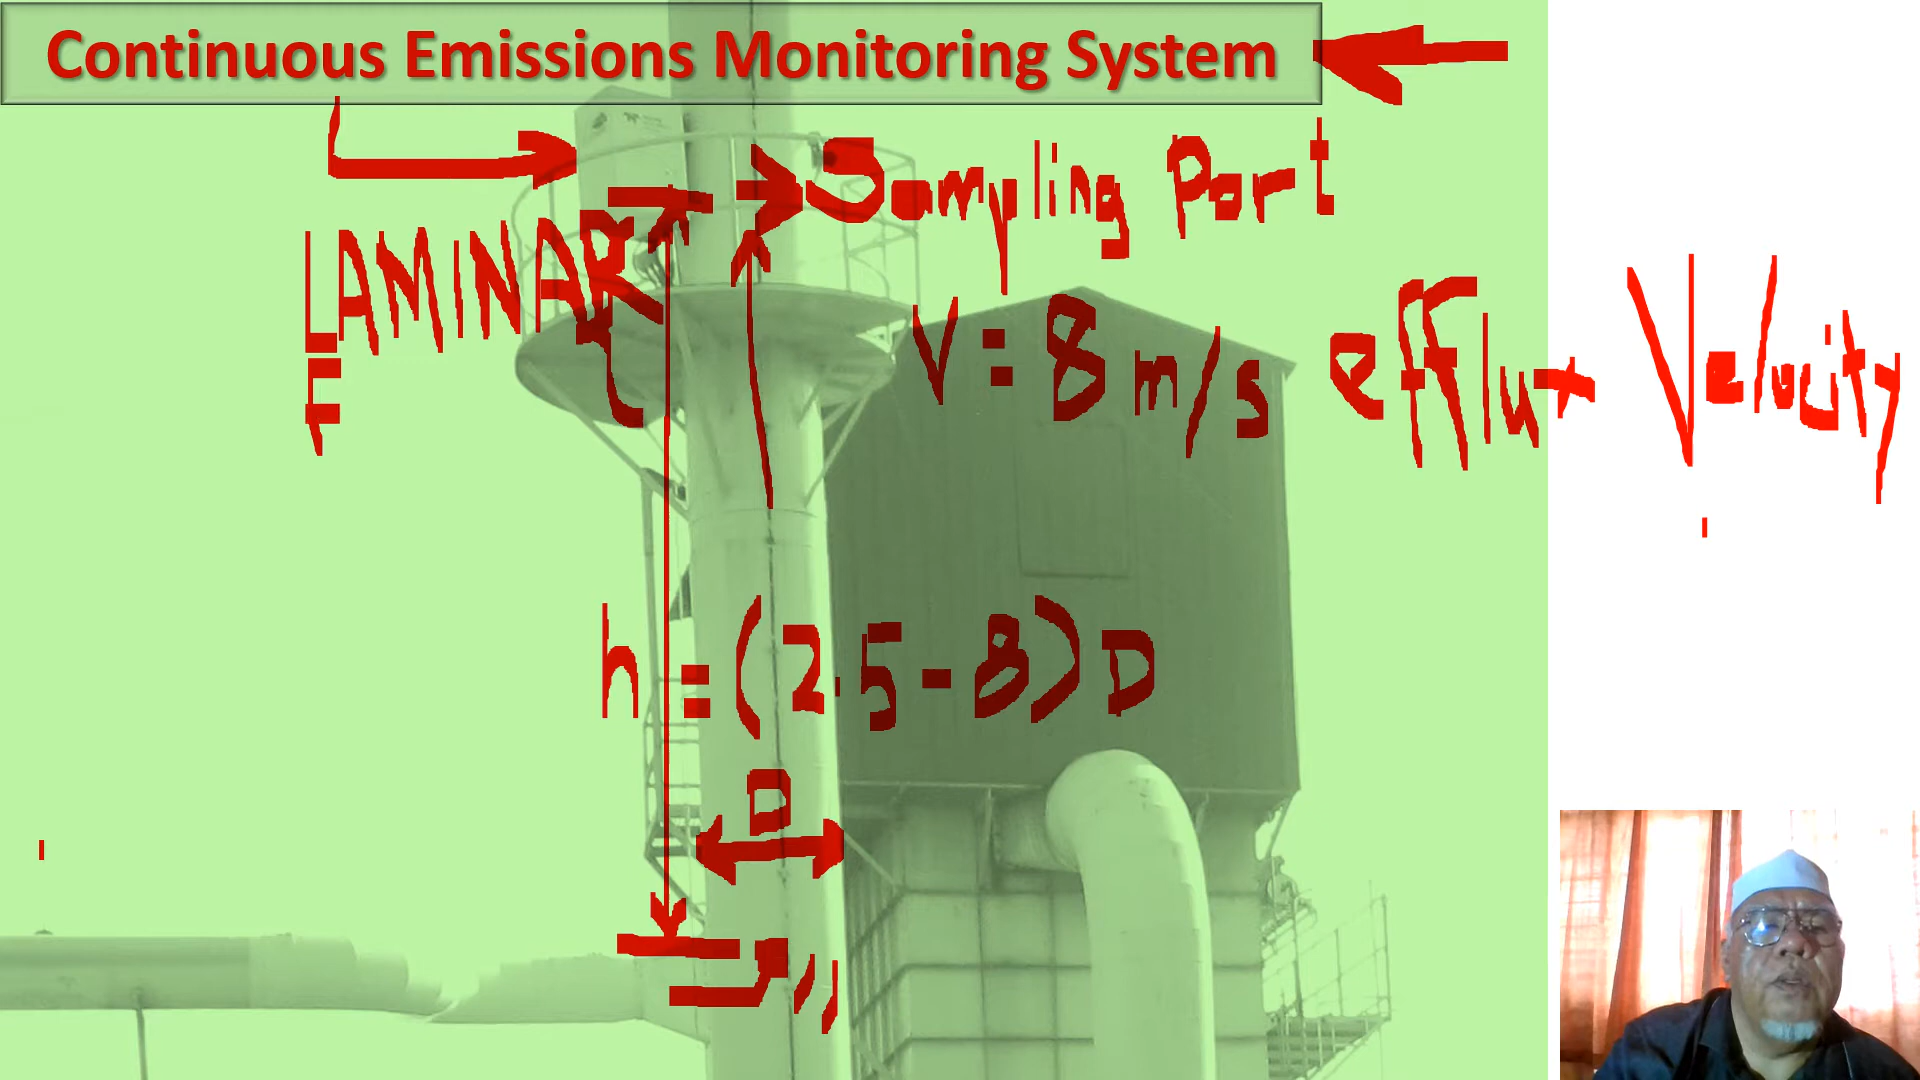 Continuous Emissions Monitoring System
Sampling Port
LAMINAR
F
V = 8 m/s efflux Velocity
h = (2.5 - 8) D
D